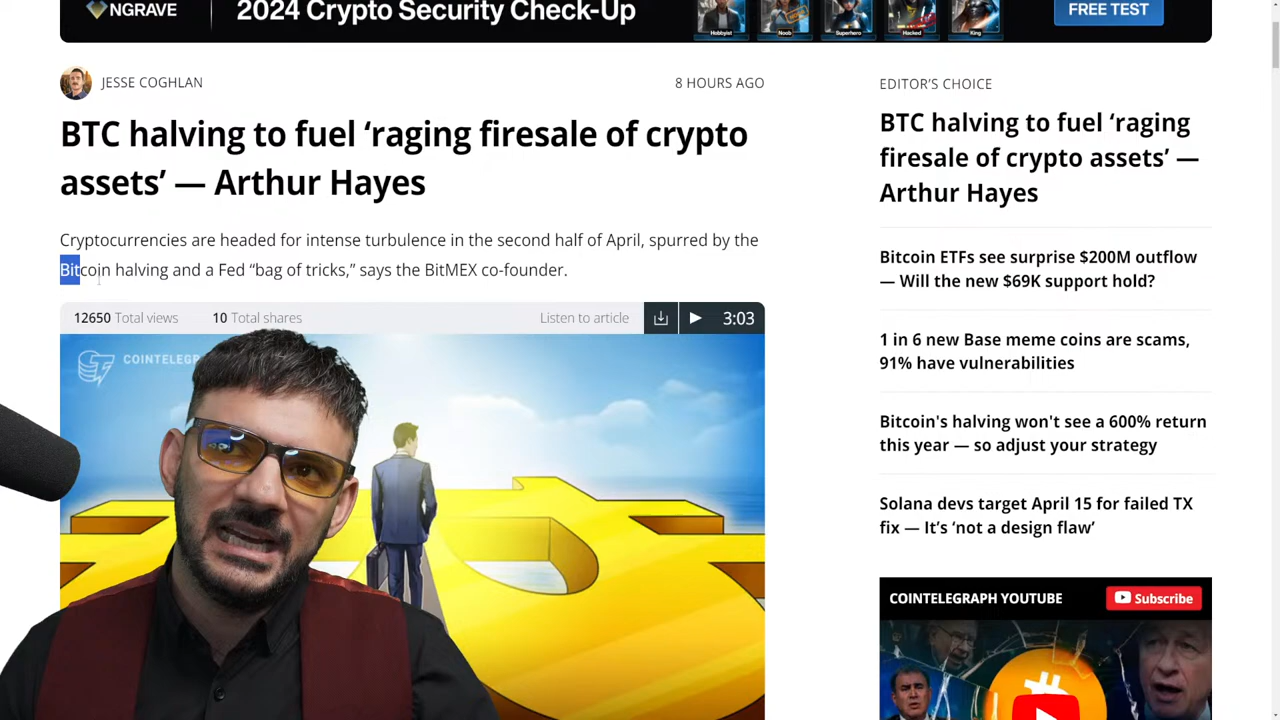 NGRAVE
2024 Crypto Security Check-Up
Hobbyist
Noob
Superhero
Hacked
King
FREE TEST
JESSE COGHLAN
8 HOURS AGO
BTC halving to fuel ‘raging firesale of crypto
assets’ — Arthur Hayes
Cryptocurrencies are headed for intense turbulence in the second half of April, spurred by the
Bitcoin halving and a Fed “bag of tricks,” says the BitMEX co-founder.
12650 Total views
10 Total shares
Listen to article
3:03
EDITOR’S CHOICE
BTC halving to fuel ‘raging
firesale of crypto assets’ —
Arthur Hayes
Bitcoin ETFs see surprise $200M outflow
— Will the new $69K support hold?
1 in 6 new Base meme coins are scams,
91% have vulnerabilities
Bitcoin's halving won't see a 600% return
this year — so adjust your strategy
Solana devs target April 15 for failed TX
fix — It’s ‘not a design flaw’
COINTELEGRAPH YOUTUBE
Subscribe